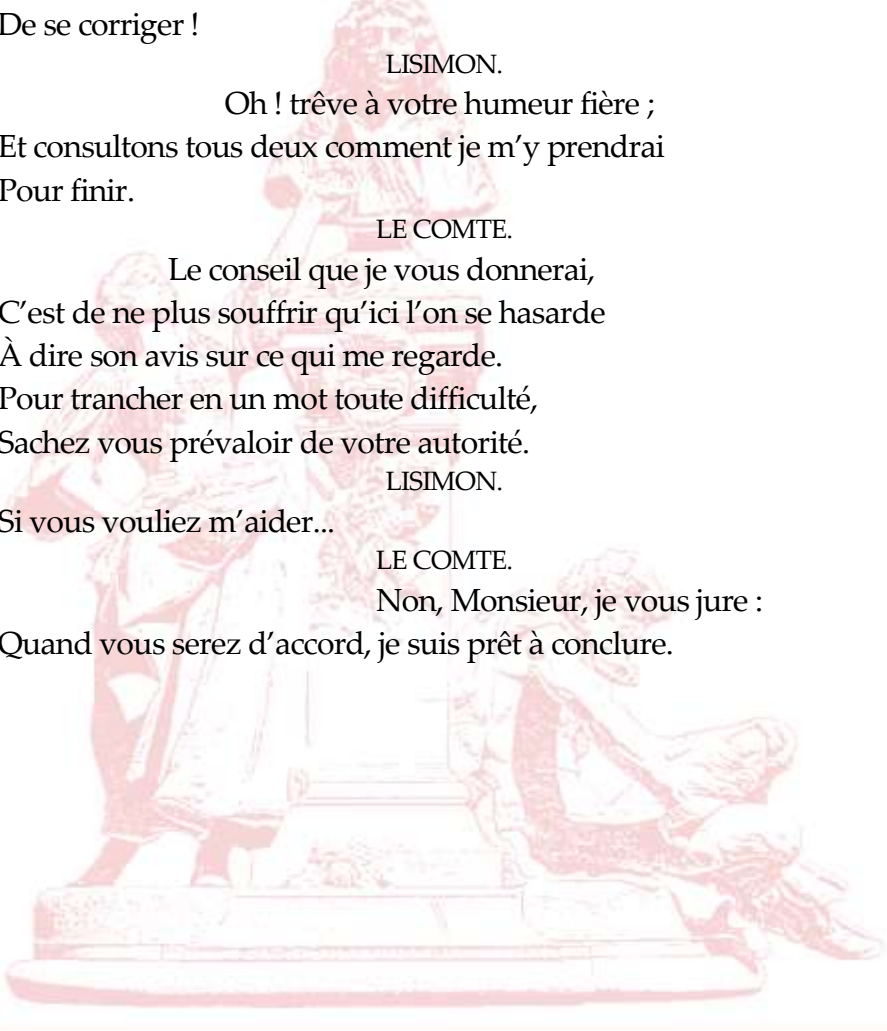 De se corriger !
LISIMON.
Oh ! trêve à votre humeur fière ;
Et consultons tous deux comment je m’y prendrai
Pour finir.
LE COMTE.
Le conseil que je vous donnerai,
C’est de ne plus souffrir qu’ici l’on se hasarde
À dire son avis sur ce qui me regarde.
Pour trancher en un mot toute difficulté,
Sachez vous prévaloir de votre autorité.
LISIMON.
Si vous vouliez m’aider...
LE COMTE.
Non, Monsieur, je vous jure :
Quand vous serez d’accord, je suis prêt à conclure.